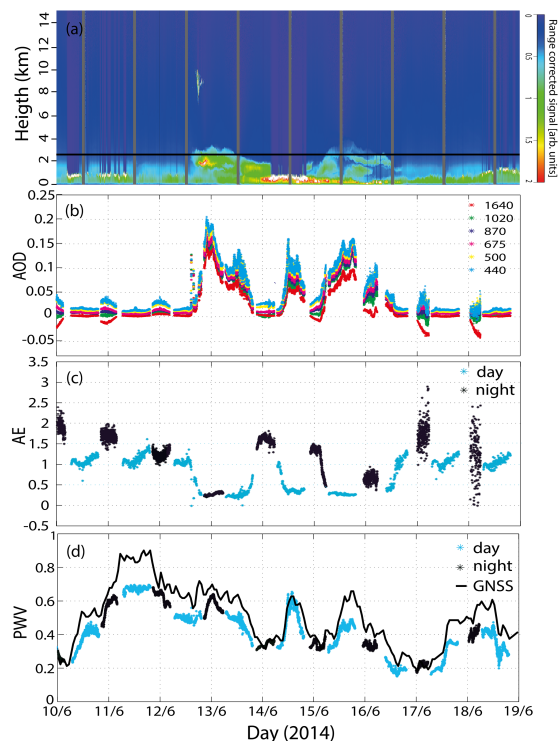 (a)
Heigth (km)
14
12
10
8
6
4
2
0
0
0.5
1
1.5
2
Range corrected signal [arb. units]
(b)
AOD
0.25
0.2
0.15
0.1
0.05
0
-0.05
1640
1020
870
675
500
440
(c)
AE
3.5
3
2.5
2
1.5
1
0.5
0
-0.5
day
night
(d)
PWV
1
0.8
0.6
0.4
0.2
0
day
night
GNSS
10/6 11/6 12/6 13/6 14/6 15/6 16/6 17/6 18/6 19/6
Day (2014)